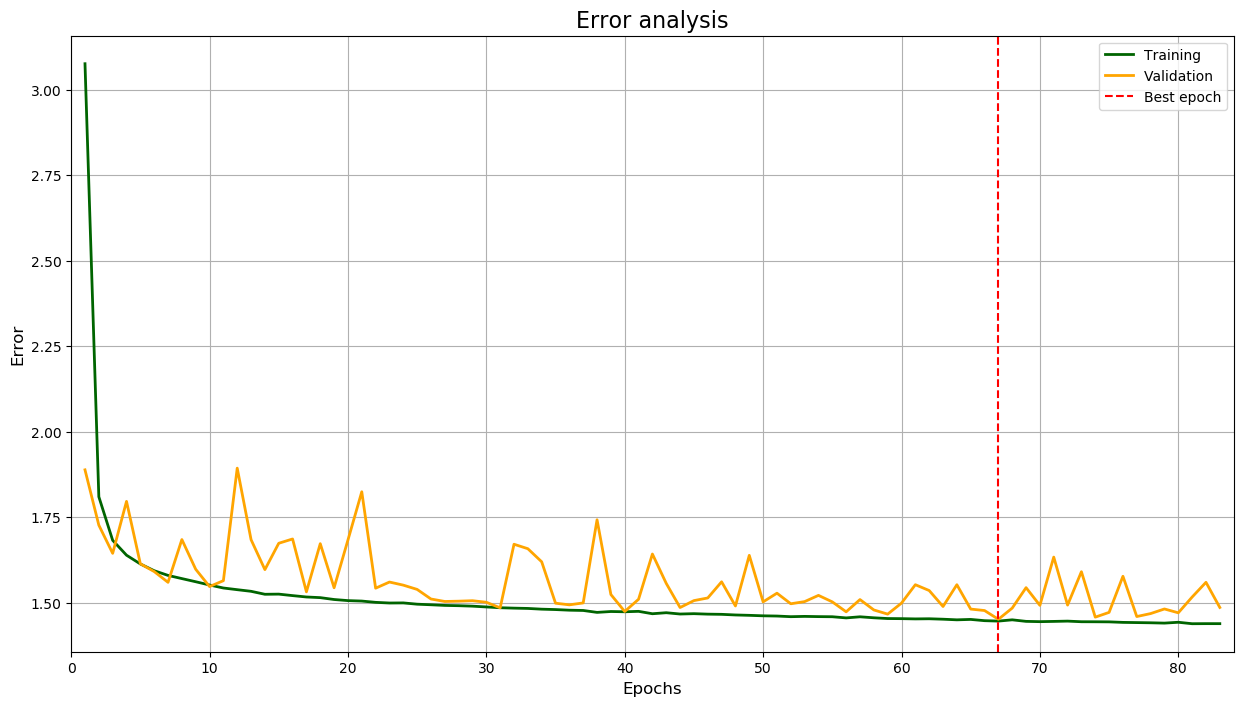 Error analysis
Training
Validation
Best epoch
3.00
2.75
2.50
2.25
2.00
1.75
1.50
Error
0 10 20 30 40 50 60 70 80
Epochs